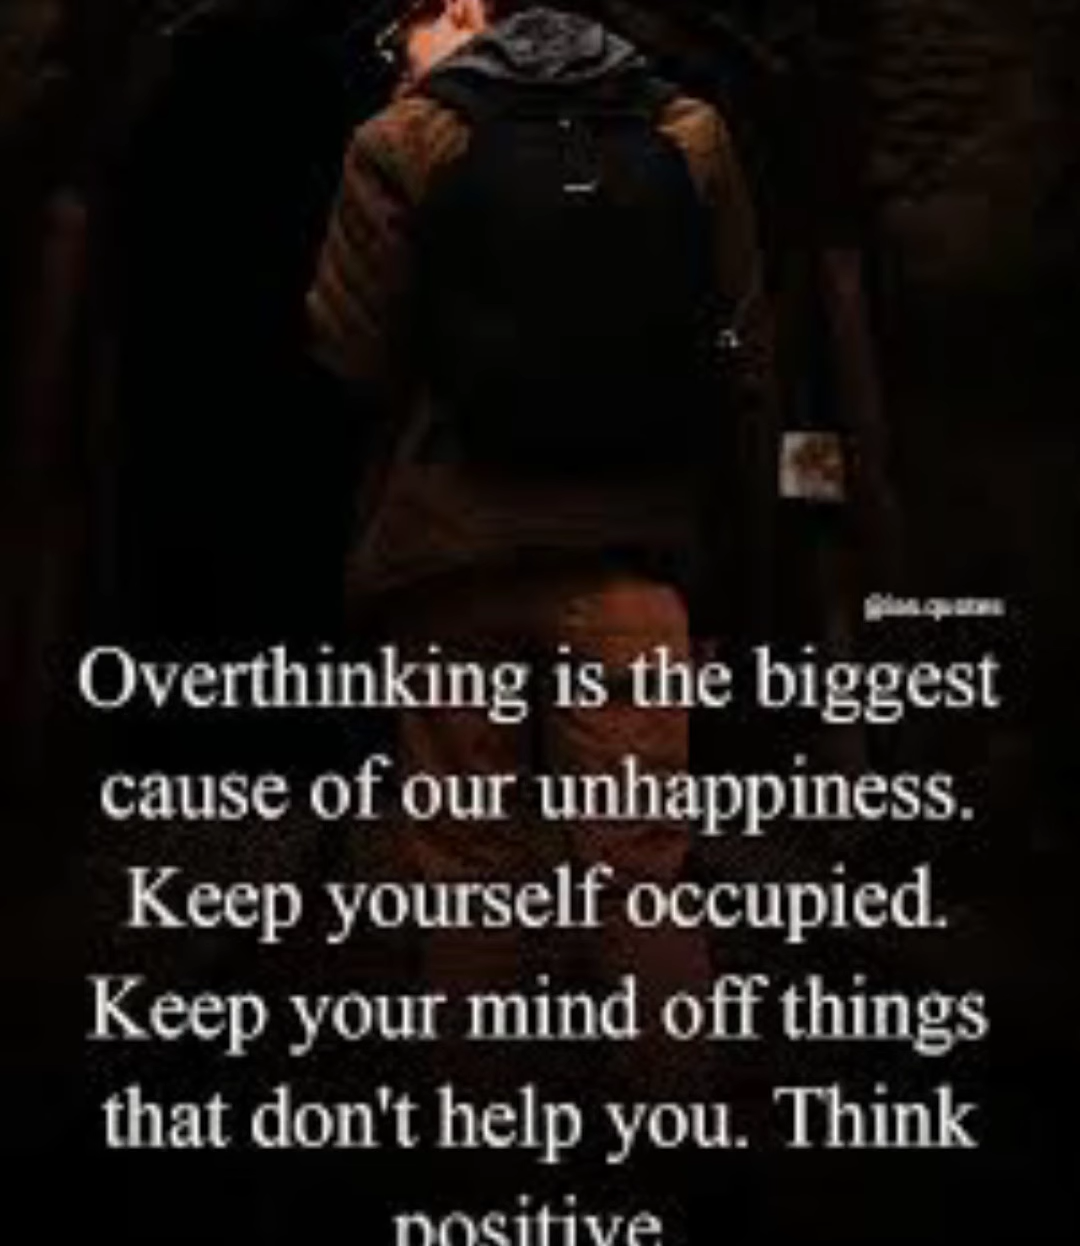 Overthinking is the biggest
cause of our unhappiness.
Keep yourself occupied.
Keep your mind off things
that don't help you. Think
positive